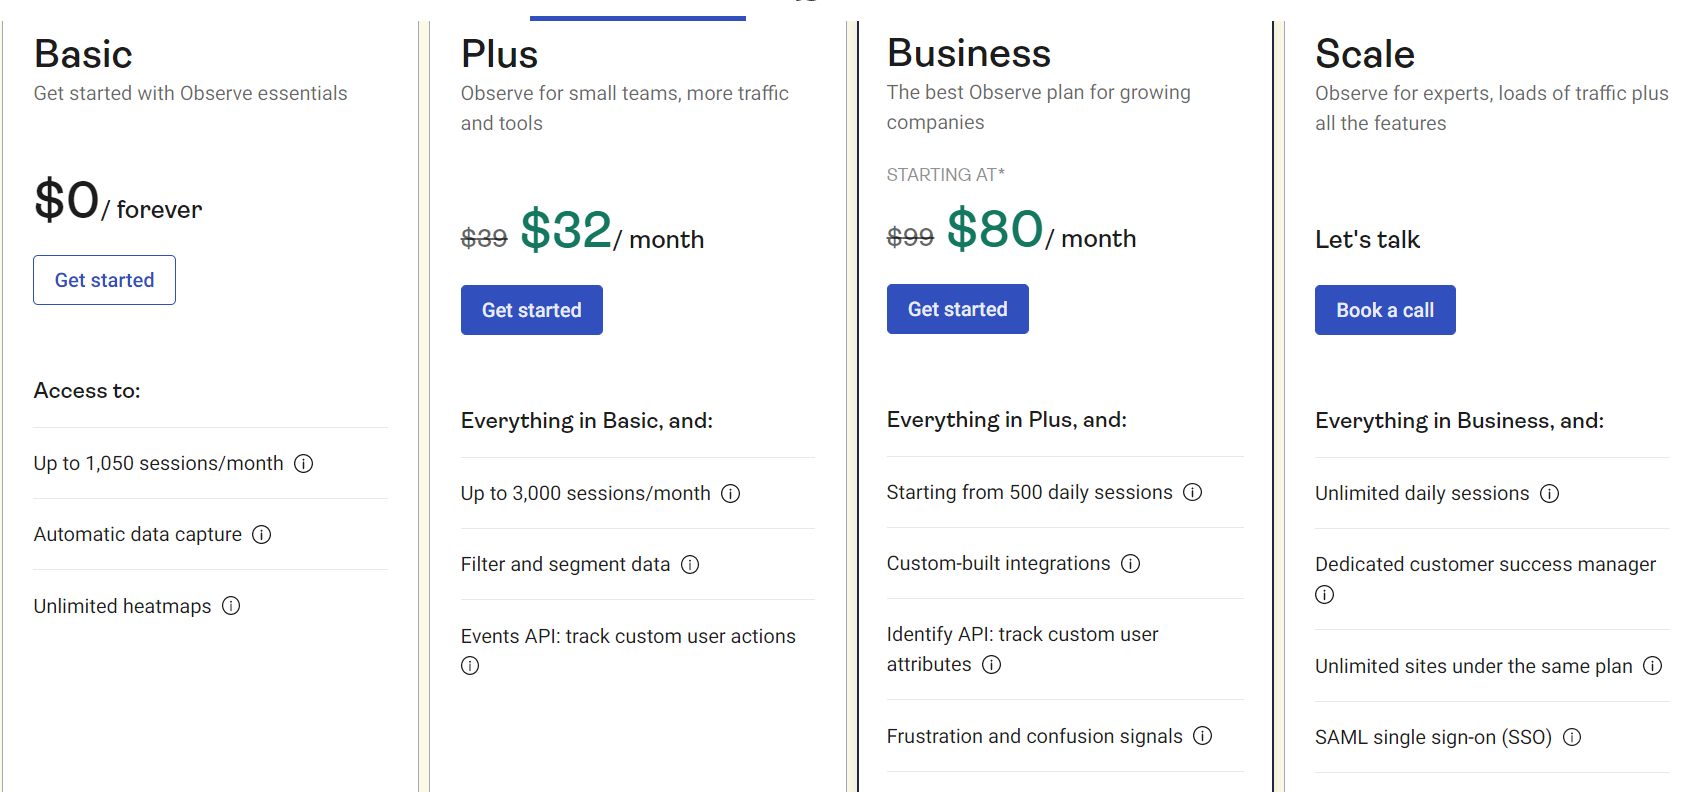 Basic
Get started with Observe essentials
$0/ forever
Get started
Access to:
Up to 1,050 sessions/month
Automatic data capture
Unlimited heatmaps
Plus
Observe for small teams, more traffic
and tools
$39 $32/ month
Get started
Everything in Basic, and:
Up to 3,000 sessions/month
Filter and segment data
Events API: track custom user actions
Business
The best Observe plan for growing
companies
STARTING AT*
$99 $80/ month
Get started
Everything in Plus, and:
Starting from 500 daily sessions
Custom-built integrations
Identify API: track custom user
attributes
Frustration and confusion signals
Scale
Observe for experts, loads of traffic plus
all the features
Let's talk
Book a call
Everything in Business, and:
Unlimited daily sessions
Dedicated customer success manager
Unlimited sites under the same plan
SAML single sign-on (SSO)